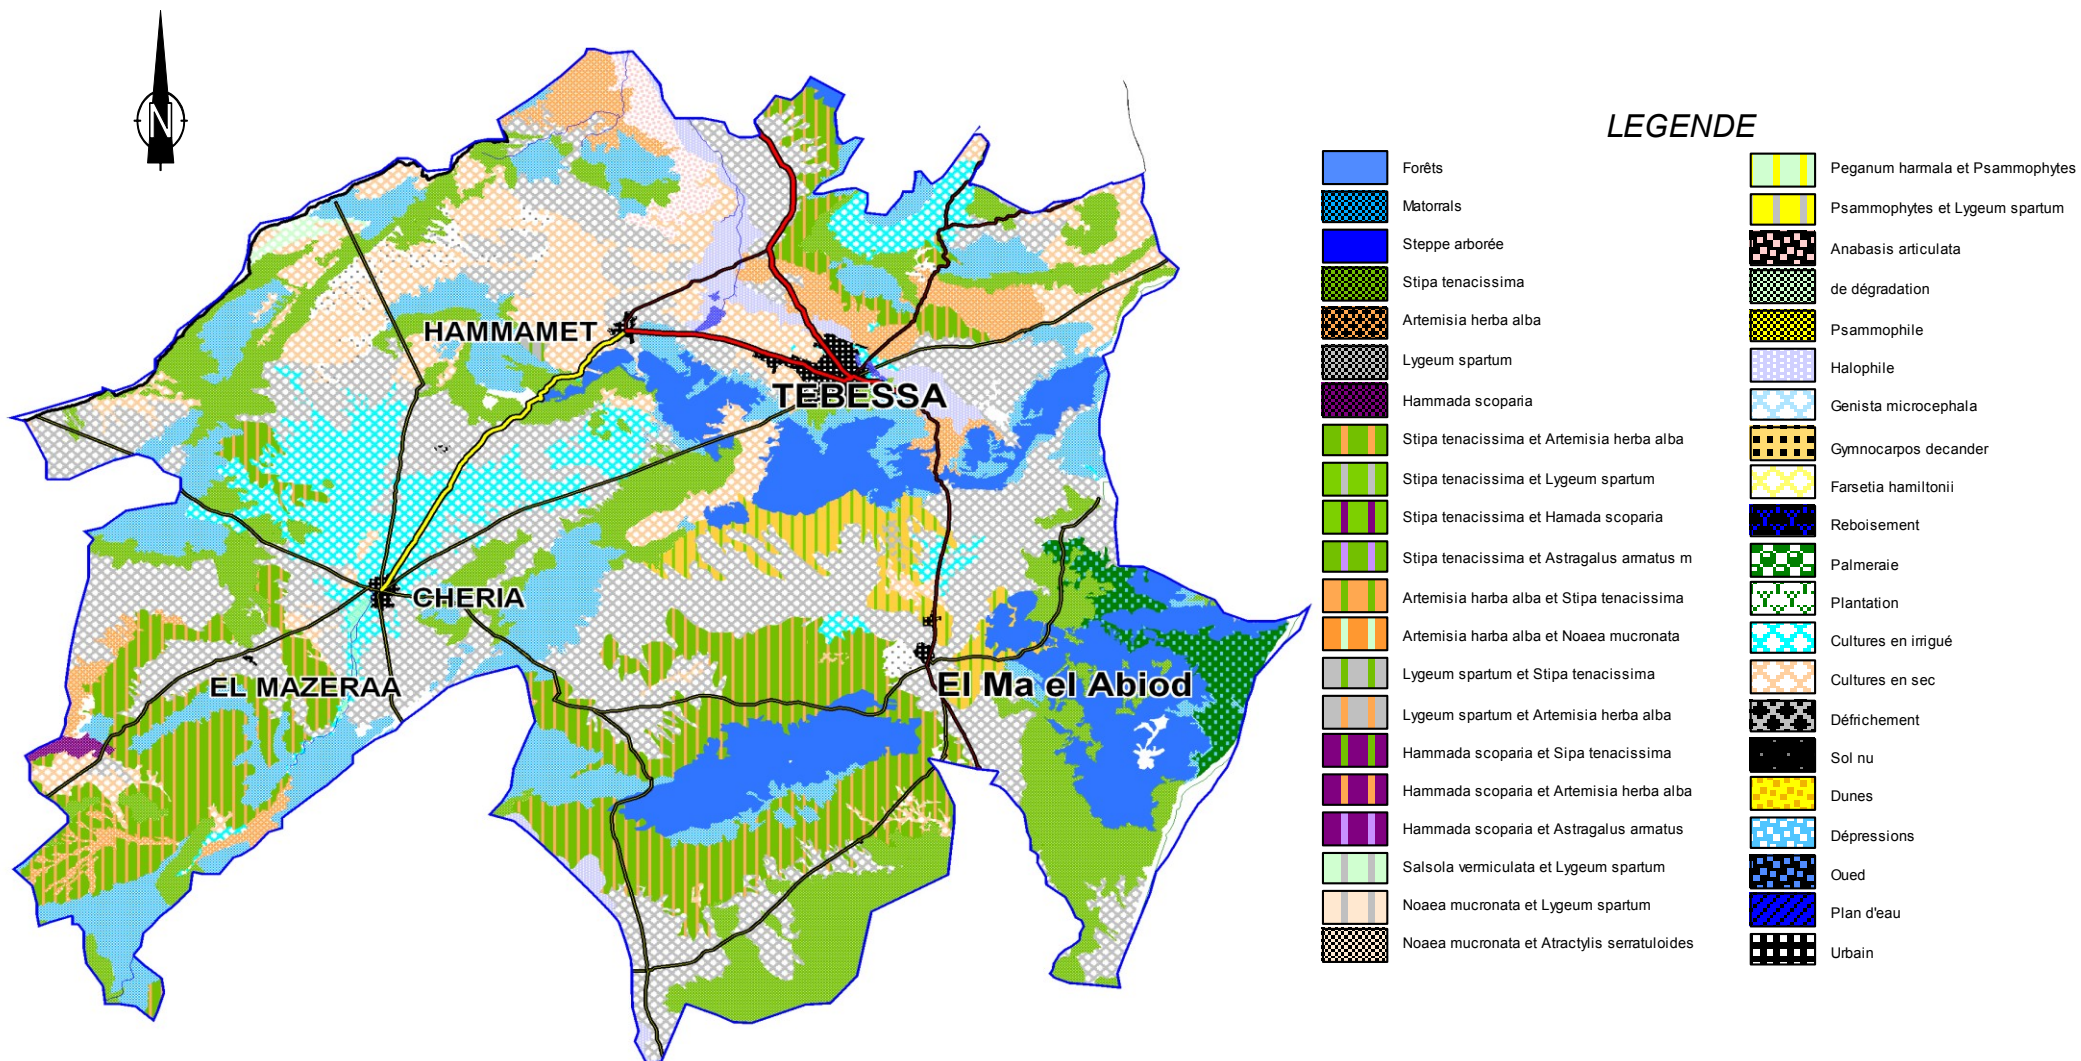 N
HAMMAMET
TEBESSA
CHERIA
EL MAZERAA
El Ma el Abiod
LEGENDE
Forêts
Matorrals
Steppe arborée
Stipa tenacissima
Artemisia herba alba
Lygeum spartum
Hammada scoparia
Stipa tenacissima et Artemisia herba alba
Stipa tenacissima et Lygeum spartum
Stipa tenacissima et Hamada scoparia
Stipa tenacissima et Astragalus armatus m
Artemisia harba alba et Stipa tenacissima
Artemisia harba alba et Noaea mucronata
Lygeum spartum et Stipa tenacissima
Lygeum spartum et Artemisia herba alba
Hammada scoparia et Sipa tenacissima
Hammada scoparia et Artemisia herba alba
Hammada scoparia et Astragalus armatus
Salsola vermiculata et Lygeum spartum
Noaea mucronata et Lygeum spartum
Noaea mucronata et Atractylis serratuloides
Peganum harmala et Psammophytes
Psammophytes et Lygeum spartum
Anabasis articulata
de dégradation
Psammophile
Halophile
Genista microcephala
Gymnocarpos decander
Farsetia hamiltonii
Reboisement
Palmeraie
Plantation
Cultures en irrigué
Cultures en sec
Défrichement
Sol nu
Dunes
Dépressions
Oued
Plan d'eau
Urbain